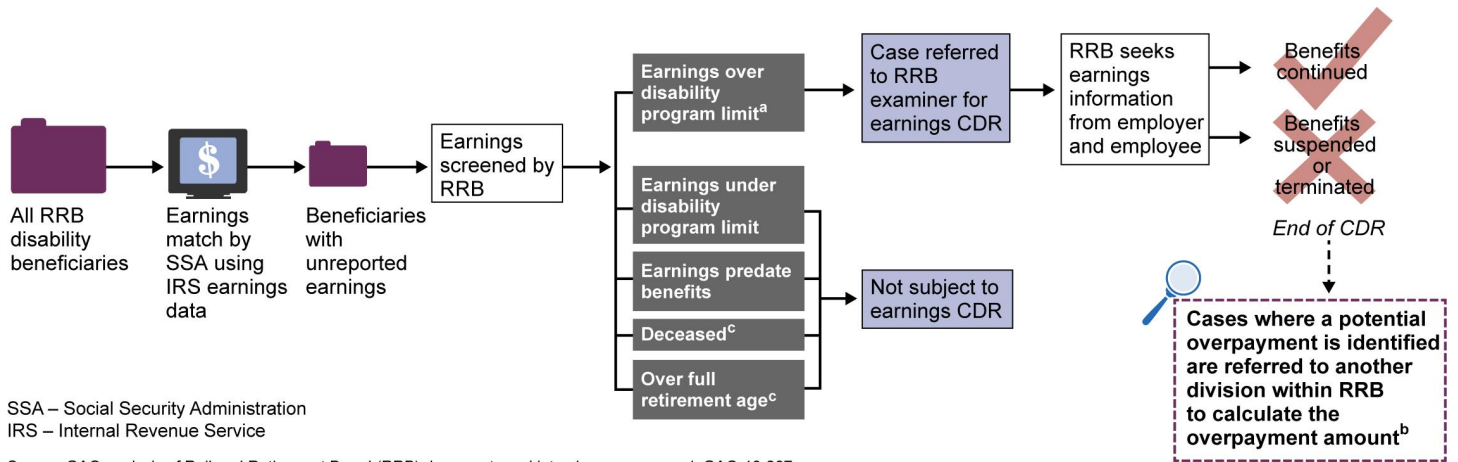 All RRB
disability
beneficiaries
$
Earnings
match by
SSA using
IRS earnings
data
Beneficiaries
with
unreported
earnings
Earnings
screened by
RRB
Earnings over
disability
program limitᵃ
Earnings under
disability
program limit
Earnings predate
benefits
Deceasedᶜ
Over full
retirement ageᶜ
Case referred
to RRB
examiner for
earnings CDR
Not subject to
earnings CDR
RRB seeks
earnings
information
from employer
and employee
Benefits
continued
Benefits
suspended
or
terminated
End of CDR
Cases where a potential
overpayment is identified
are referred to another
division within RRB
to calculate the
overpayment amountᵇ
SSA – Social Security Administration
IRS – Internal Revenue Service